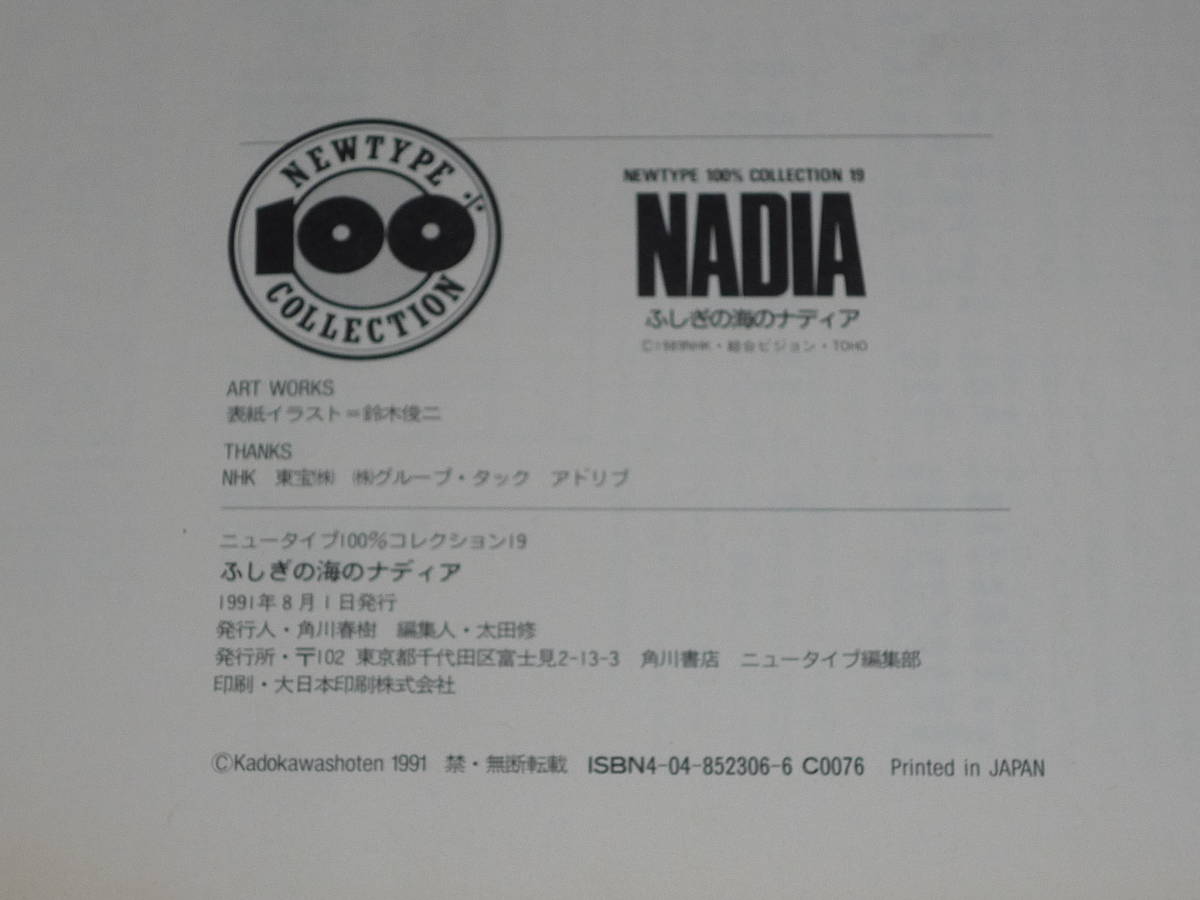 NEWTYPE
100%
COLLECTION
NEWTYPE 100% COLLECTION 19
NADIA
ふしぎの海のナディア
©1989NHK・総合ビジョン・TOHO
ART WORKS
表紙イラスト=鈴木俊二
THANKS
NHK 東宝㈱ ㈱グループ・タック アドリブ
ニュータイプ100%コレクション19
ふしぎの海のナディア
1991年8月1日発行
発行人・角川春樹 編集人・太田修
発行所・〒102 東京都千代田区富士見2-13-3 角川書店 ニュータイプ編集部
印刷・大日本印刷株式会社
©Kadokawashoten 1991 禁・無断転載 ISBN4-04-852306-6 C0076 Printed in JAPAN